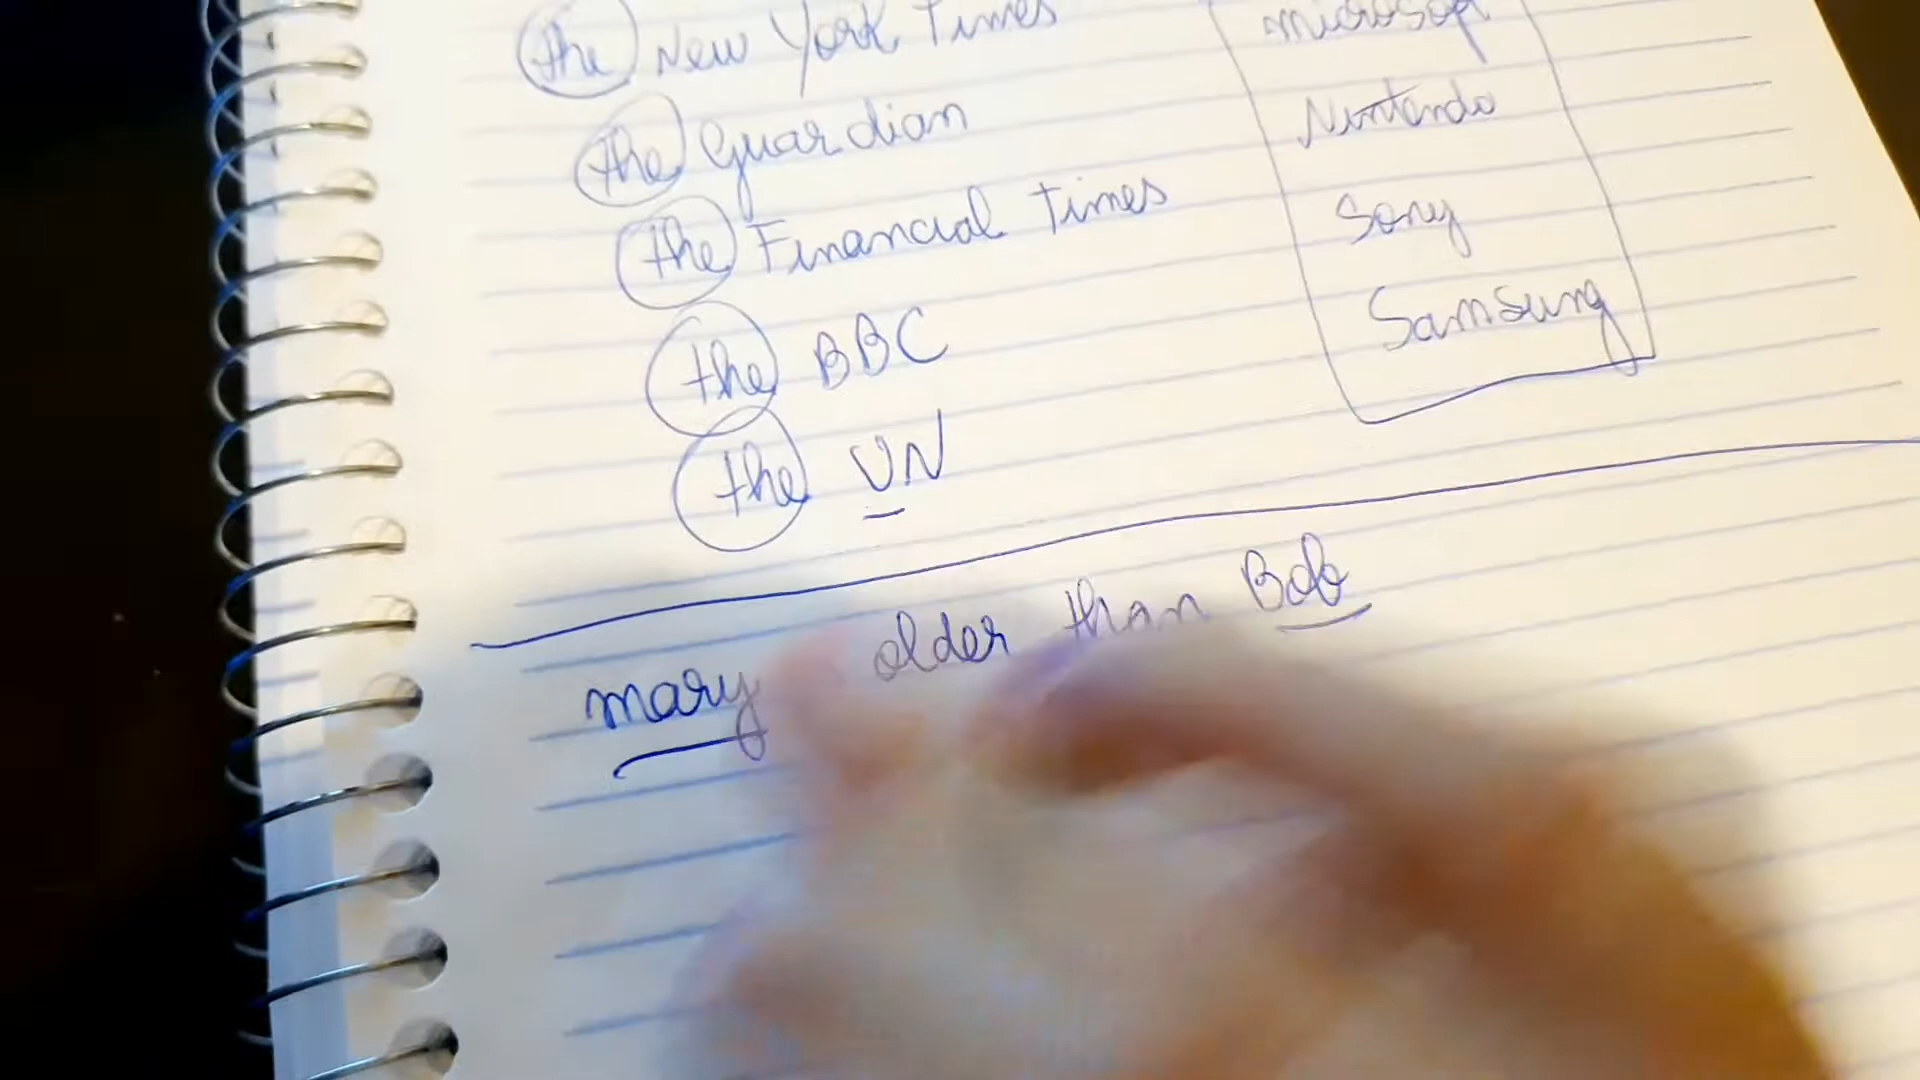 the New York Times
the Guardian
the Financial Times
the BBC
the UN
microsoft
Nintendo
Sony
Samsung
mary older than Bob